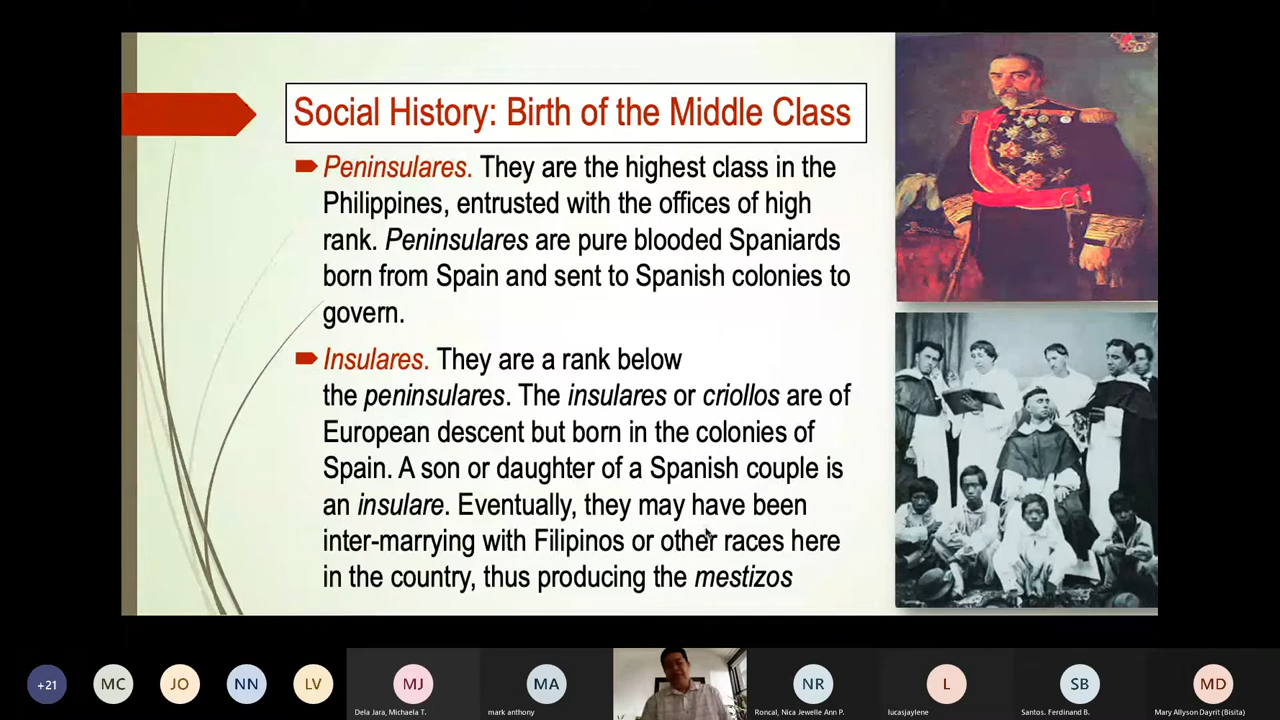 Social History: Birth of the Middle Class
Peninsulares. They are the highest class in the
Philippines, entrusted with the offices of high
rank. Peninsulares are pure blooded Spaniards
born from Spain and sent to Spanish colonies to
govern.
Insulares. They are a rank below
the peninsulares. The insulares or criollos are of
European descent but born in the colonies of
Spain. A son or daughter of a Spanish couple is
an insulare. Eventually, they may have been
inter-marrying with Filipinos or other races here
in the country, thus producing the mestizos
+21
MC
JO
NN
LV
MJ
MA
NR
L
SB
MD
Dela Jara, Michaela T.
mark anthony
Roncal, Nica Jewelle Ann P.
lucasjaylene
Santos. Ferdinand B.
Mary Allyson Dayrit (Bisita)